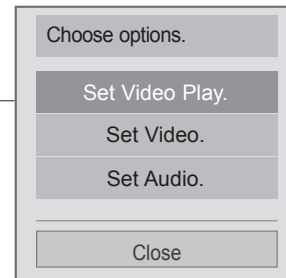 Choose options.
Set Video Play.
Set Video.
Set Audio.
Close